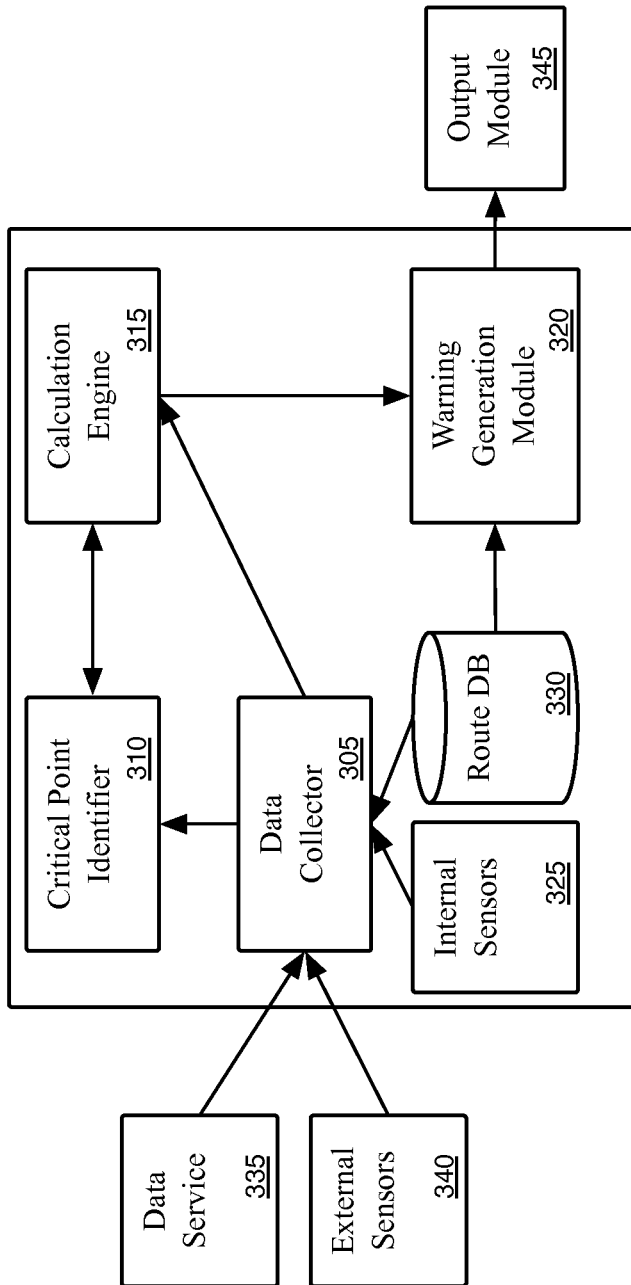 Data
Service
335
External
Sensors
340
Critical Point
Identifier
310
Data
Collector
305
Internal
Sensors
325
Route DB
330
Calculation
Engine
315
Warning
Generation
Module
320
Output
Module
345